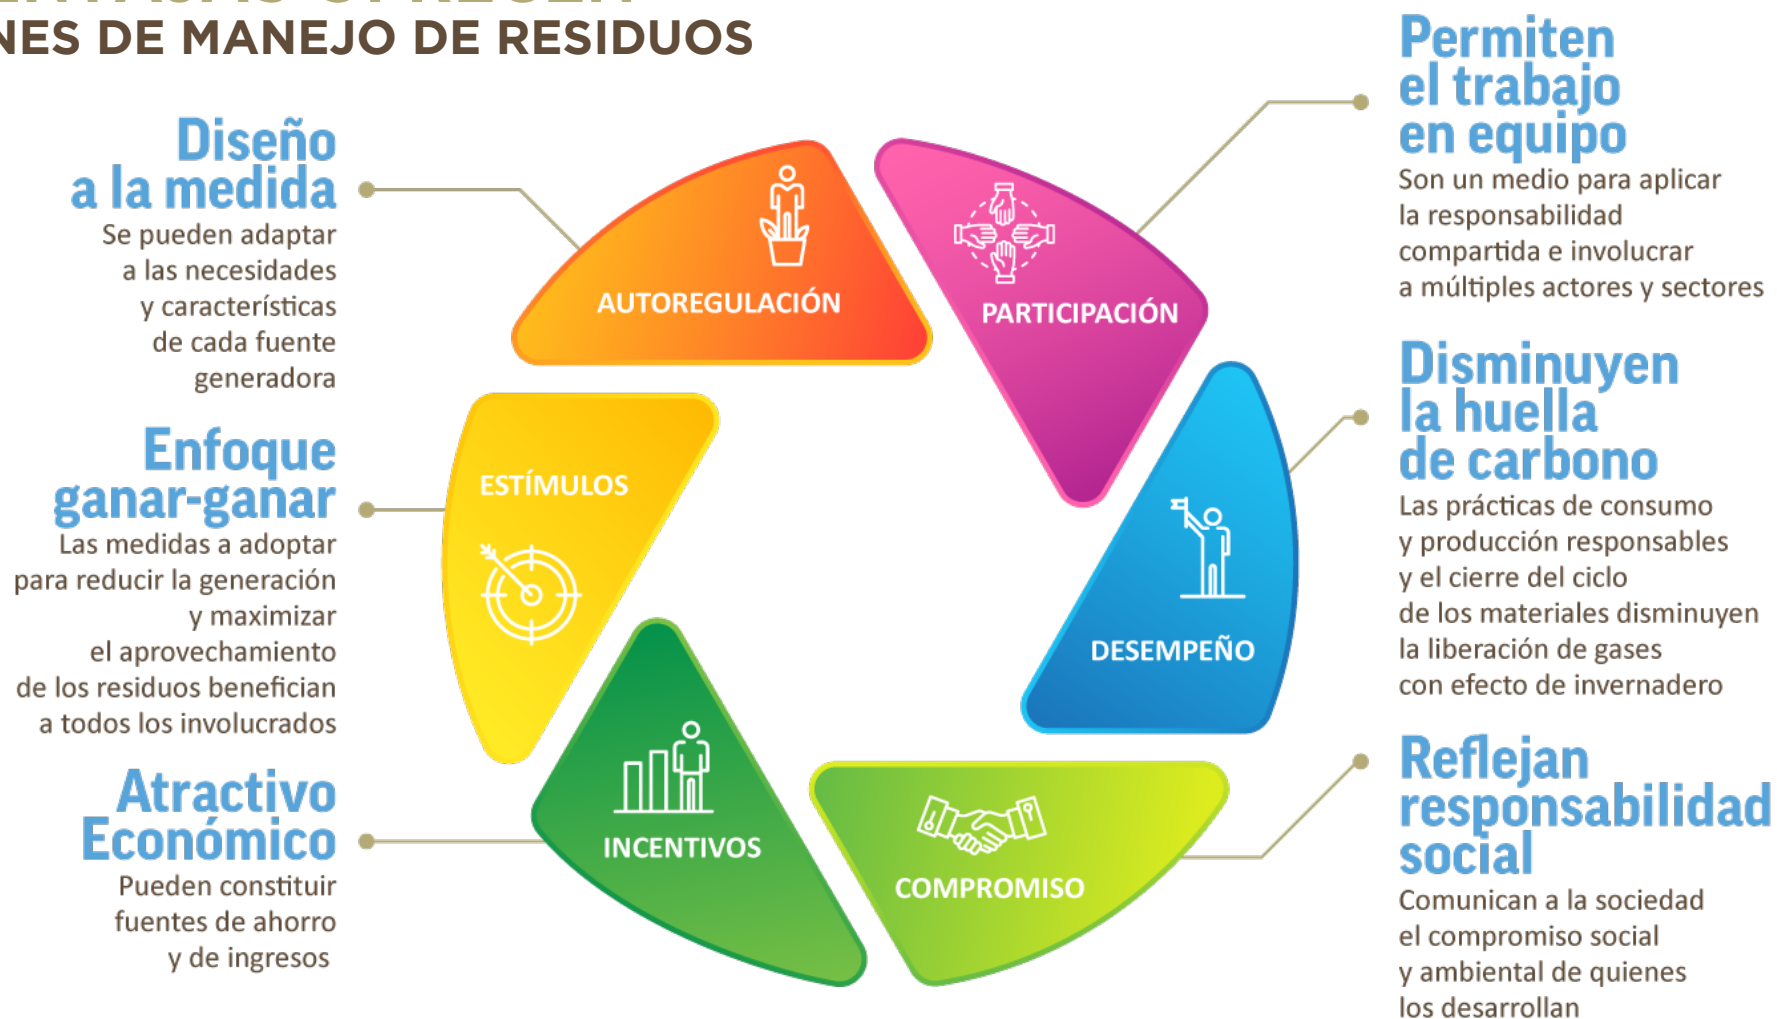 NES DE MANEJO DE RESIDUOS
Diseño
a la medida
Se pueden adaptar
a las necesidades
y características
de cada fuente
generadora
Enfoque
ganar-ganar
Las medidas a adoptar
para reducir la generación
y maximizar
el aprovechamiento
de los residuos benefician
a todos los involucrados
Atractivo
Económico
Pueden constituir
fuentes de ahorro
y de ingresos
AUTOREGULACIÓN
PARTICIPACIÓN
ESTÍMULOS
DESEMPEÑO
INCENTIVOS
COMPROMISO
Permiten
el trabajo
en equipo
Son un medio para aplicar
la responsabilidad
compartida e involucrar
a múltiples actores y sectores
Disminuyen
la huella
de carbono
Las prácticas de consumo
y producción responsables
y el cierre del ciclo
de los materiales disminuyen
la liberación de gases
con efecto de invernadero
Reflejan
responsabilidad
social
Comunican a la sociedad
el compromiso social
y ambiental de quienes
los desarrollan